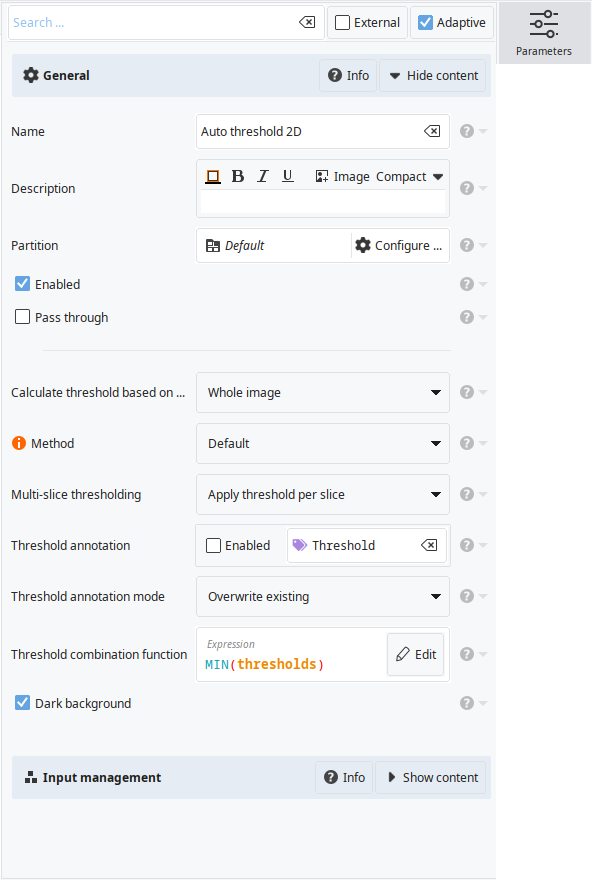 Search ...
External
Adaptive
Parameters
General
Info
Hide content
Name
Auto threshold 2D
Description
B I U Image Compact
Partition
Default
Configure ...
Enabled
Pass through
Calculate threshold based on ...
Whole image
Method
Default
Multi-slice thresholding
Apply threshold per slice
Threshold annotation
Enabled
Threshold
Threshold annotation mode
Overwrite existing
Threshold combination function
Expression
MIN(thresholds)
Edit
Dark background
Input management
Info
Show content